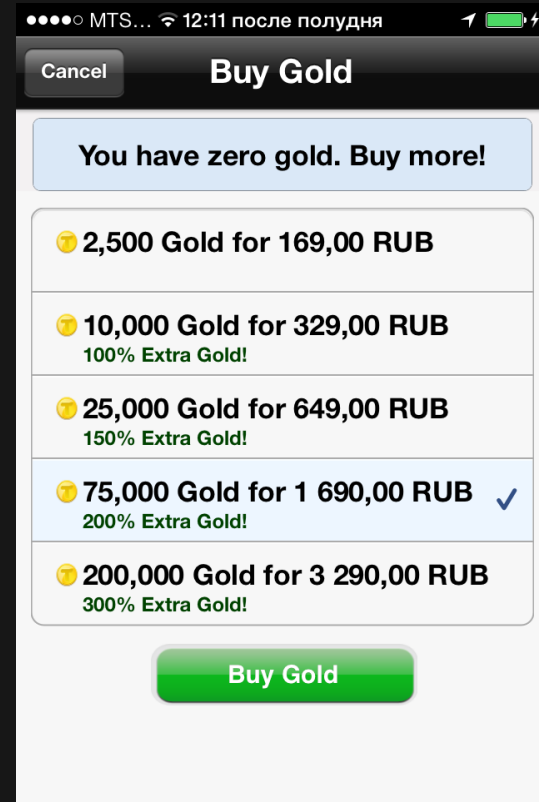 MTS... 12:11 после полудня
Cancel
Buy Gold
You have zero gold. Buy more!
2,500 Gold for 169,00 RUB
10,000 Gold for 329,00 RUB
100% Extra Gold!
25,000 Gold for 649,00 RUB
150% Extra Gold!
75,000 Gold for 1 690,00 RUB
200% Extra Gold!
200,000 Gold for 3 290,00 RUB
300% Extra Gold!
Buy Gold